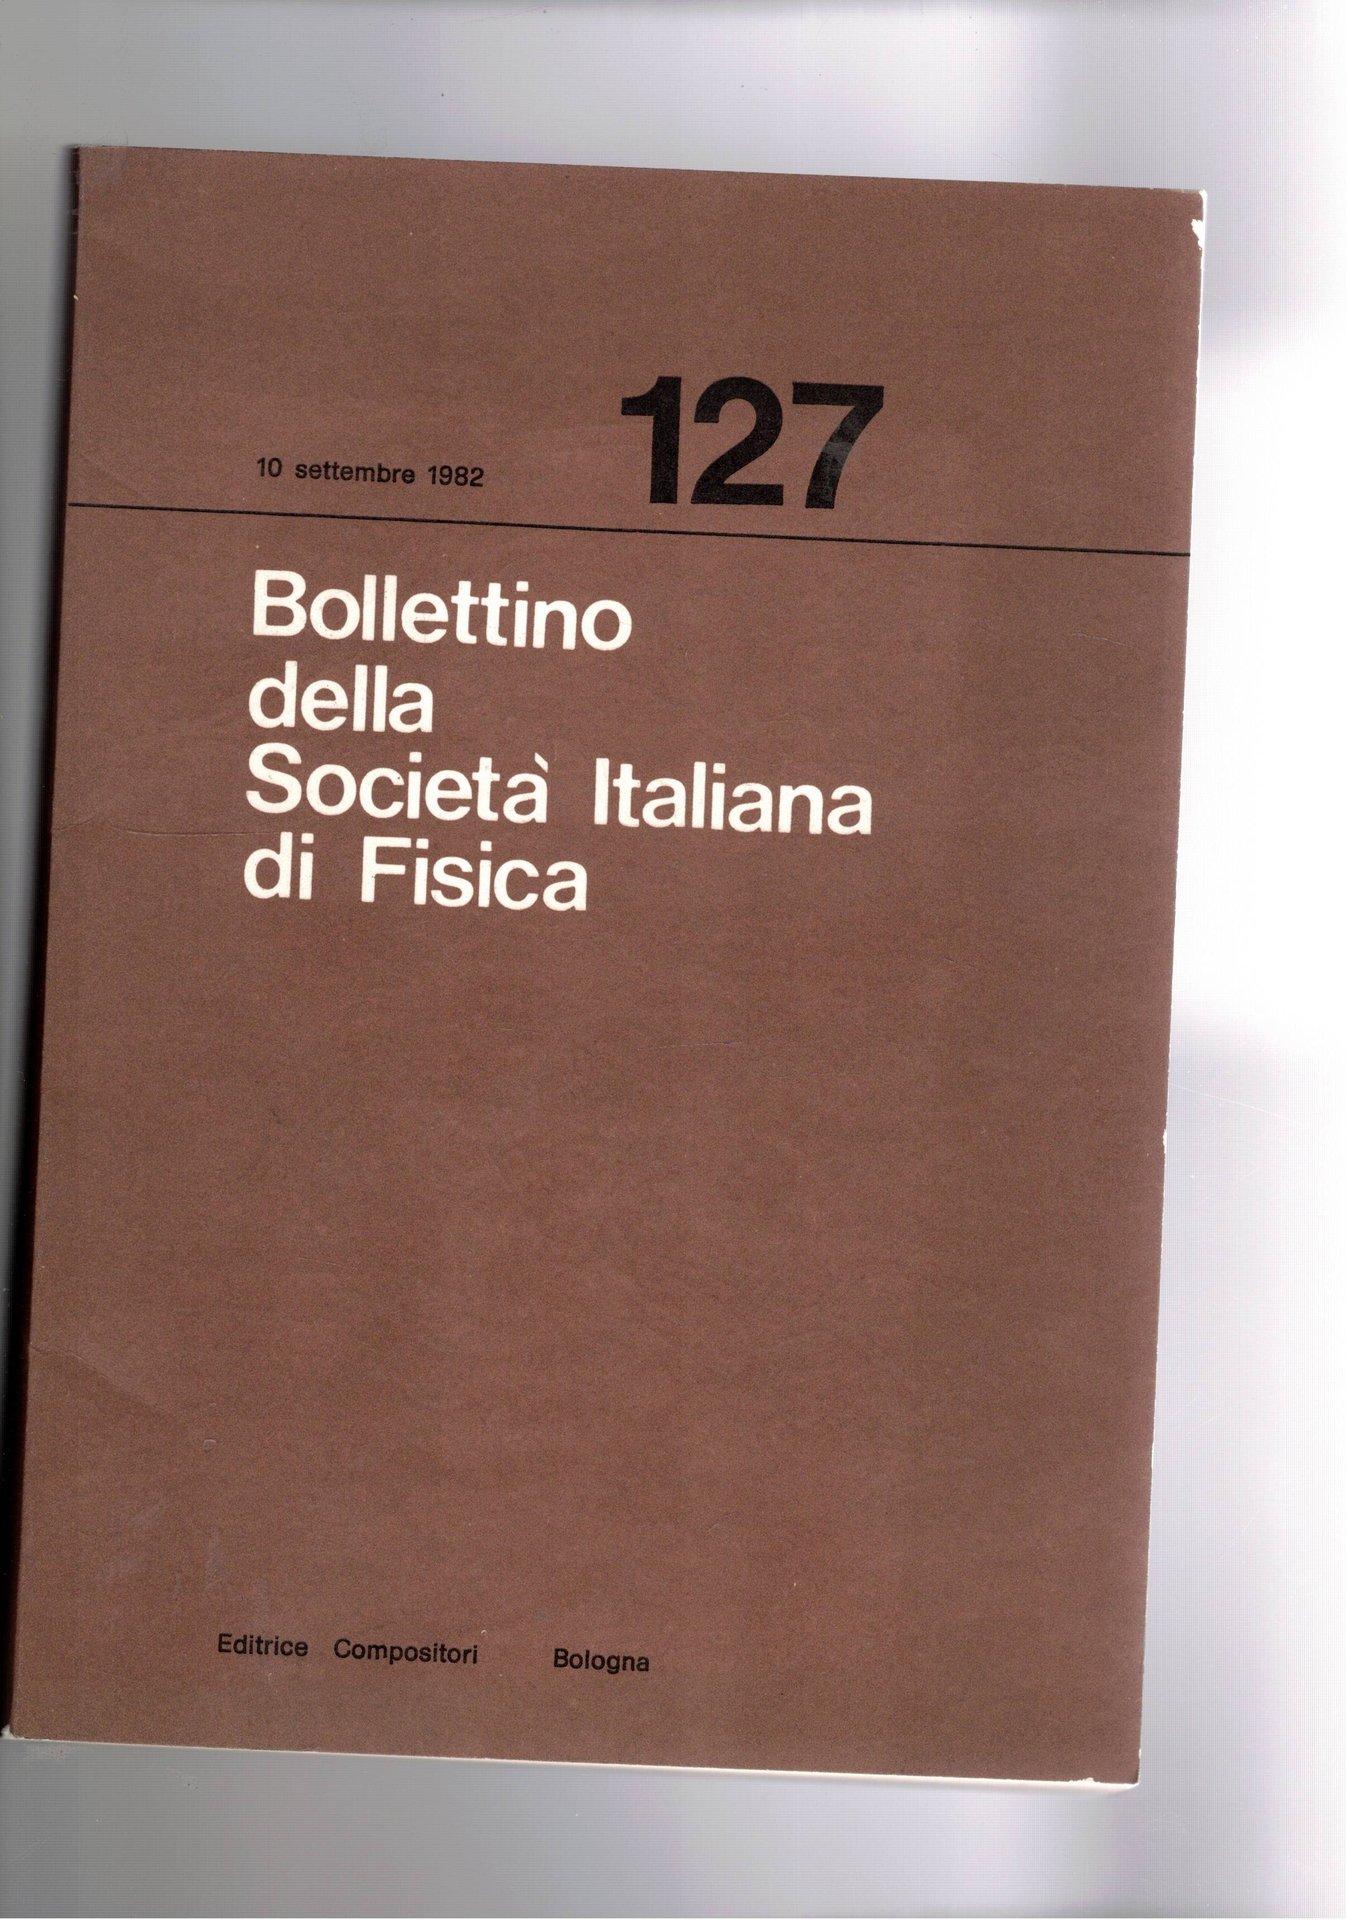 127
10 settembre 1982
Bollettino
della
Società Italiana
di Fisica
Editrice Compositori Bologna